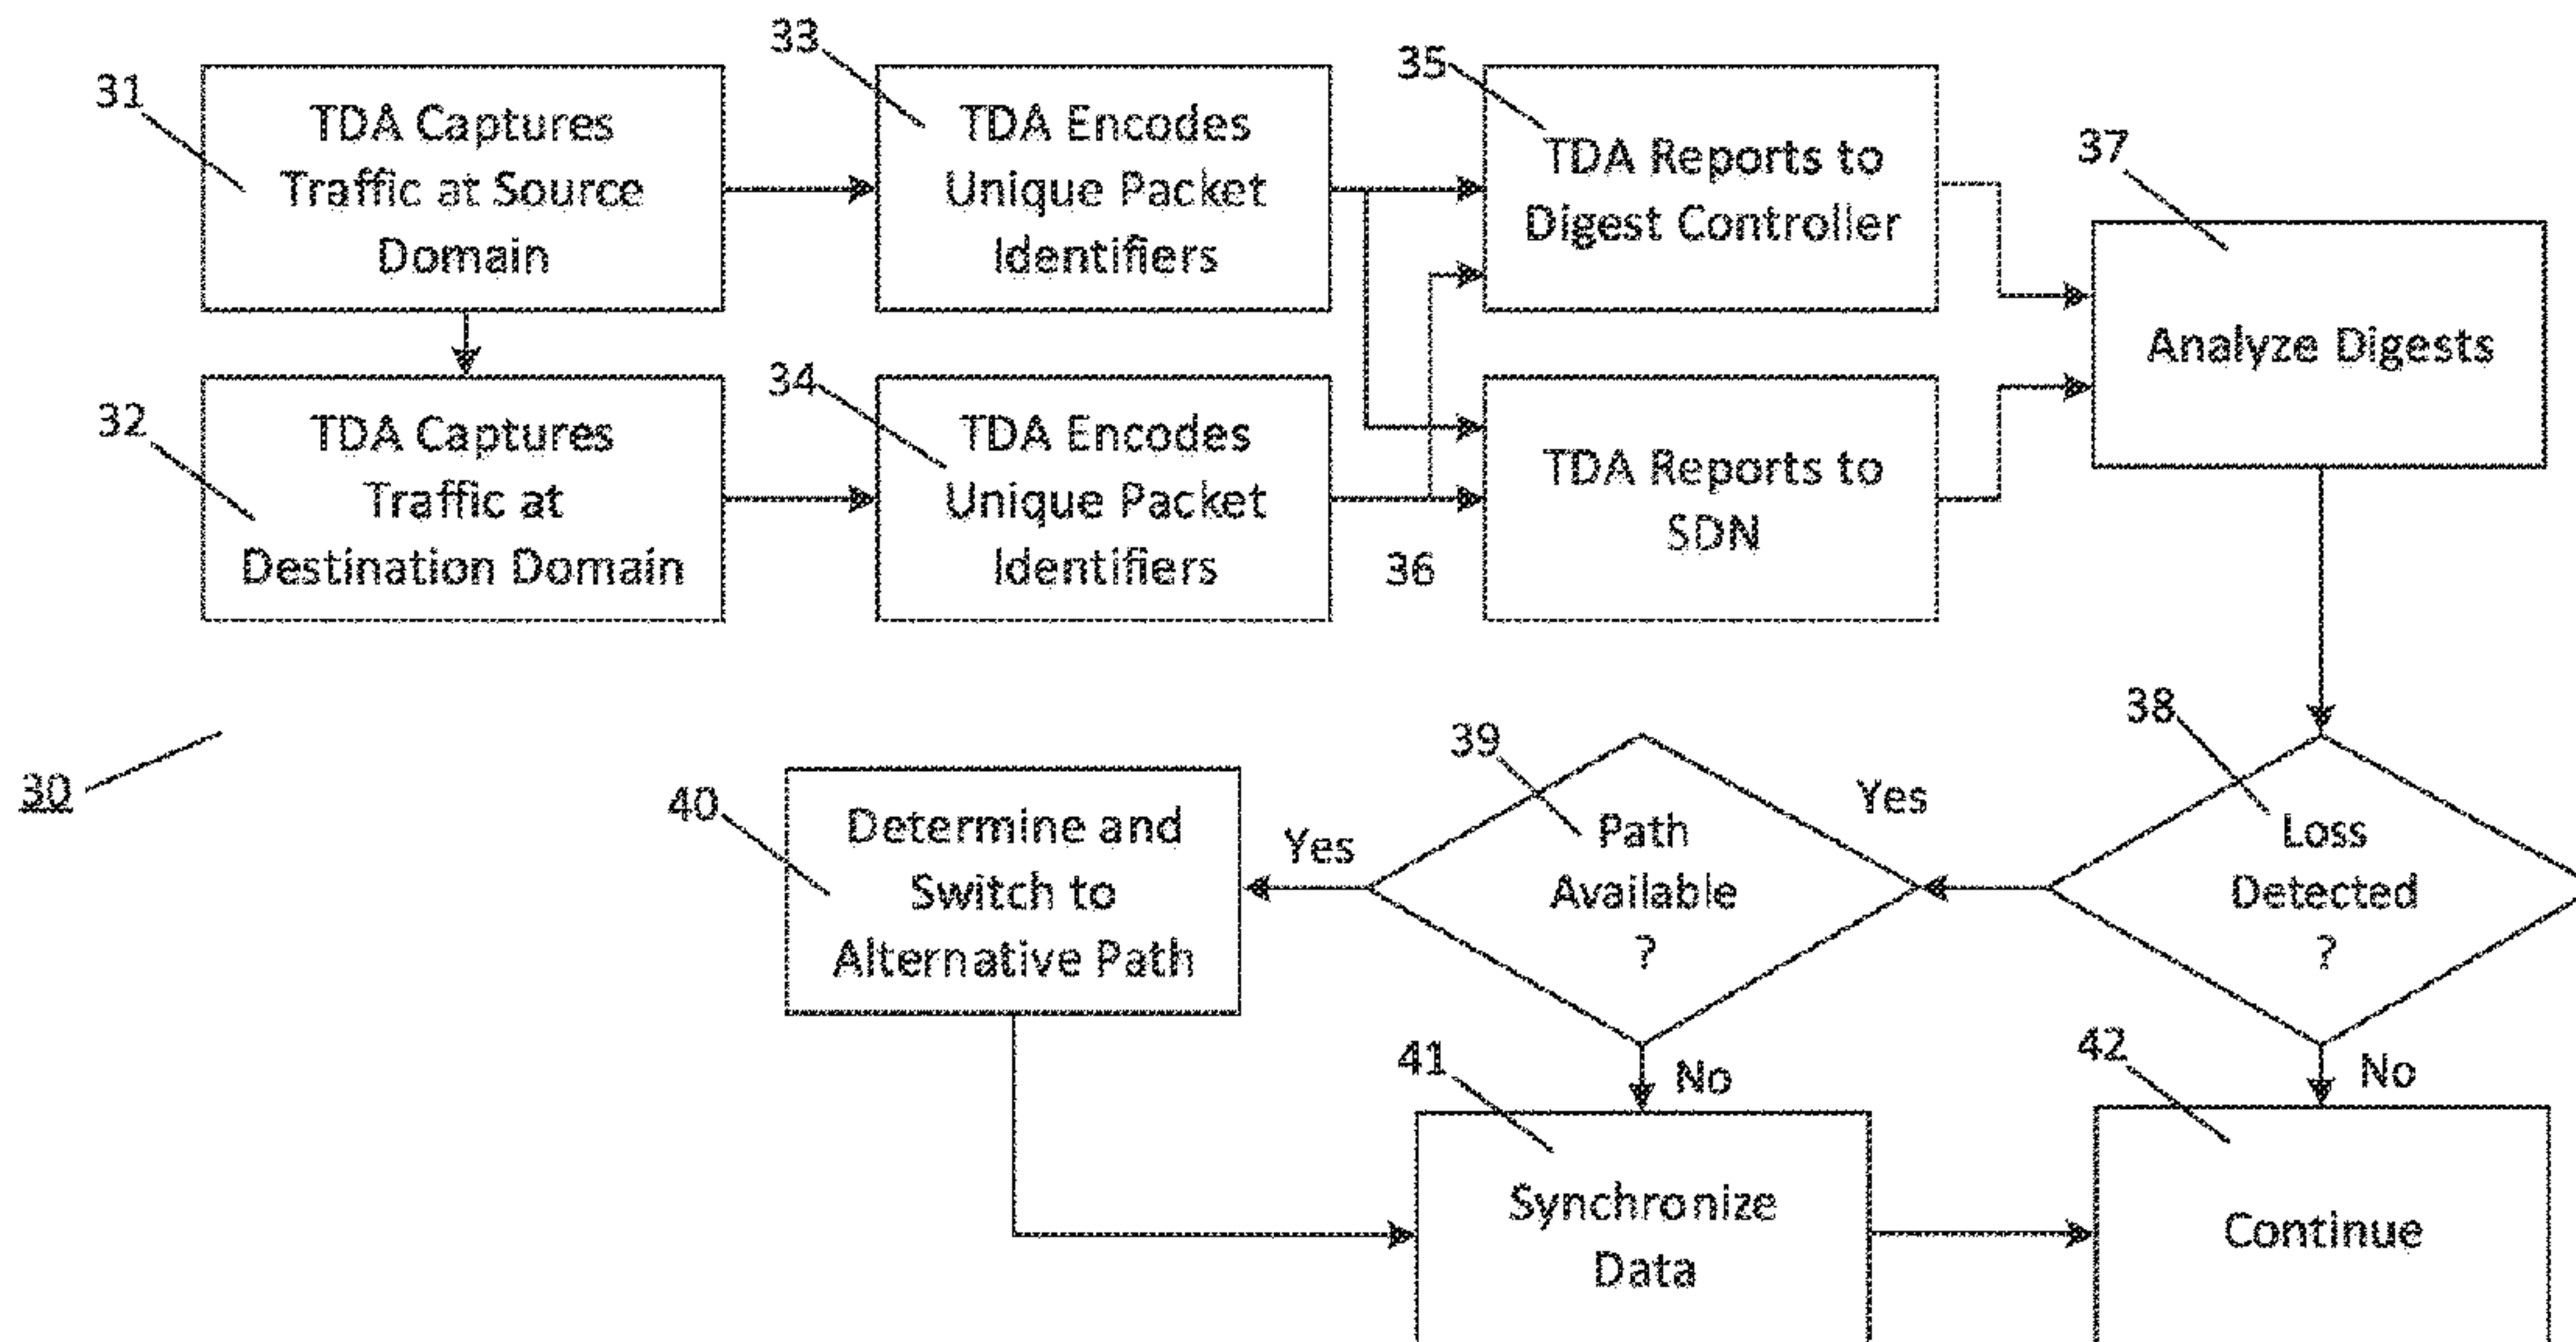 31
TDA Captures
Traffic at Source
Domain
33
TDA Encodes
Unique Packet
Identifiers
35
TDA Reports to
Digest Controller
37
Analyze Digests
32
TDA Captures
Traffic at
Destination Domain
34
TDA Encodes
Unique Packet
Identifiers
36
TDA Reports to
SDN
30
40
Determine and
Switch to
Alternative Path
Yes
39
Path
Available
?
Yes
38
Loss
Detected
?
No
No
41
Synchronize
Data
42
Continue